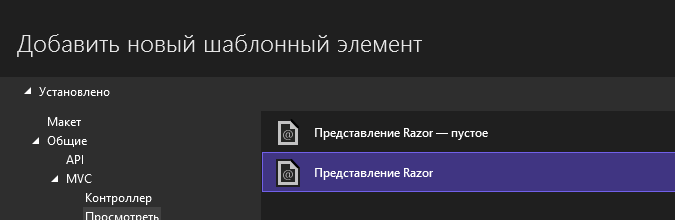 Добавить новый шаблонный элемент
Установлено
Макет
Общие
API
MVC
Контроллер
Просмотреть
Представление Razor — пустое
Представление Razor